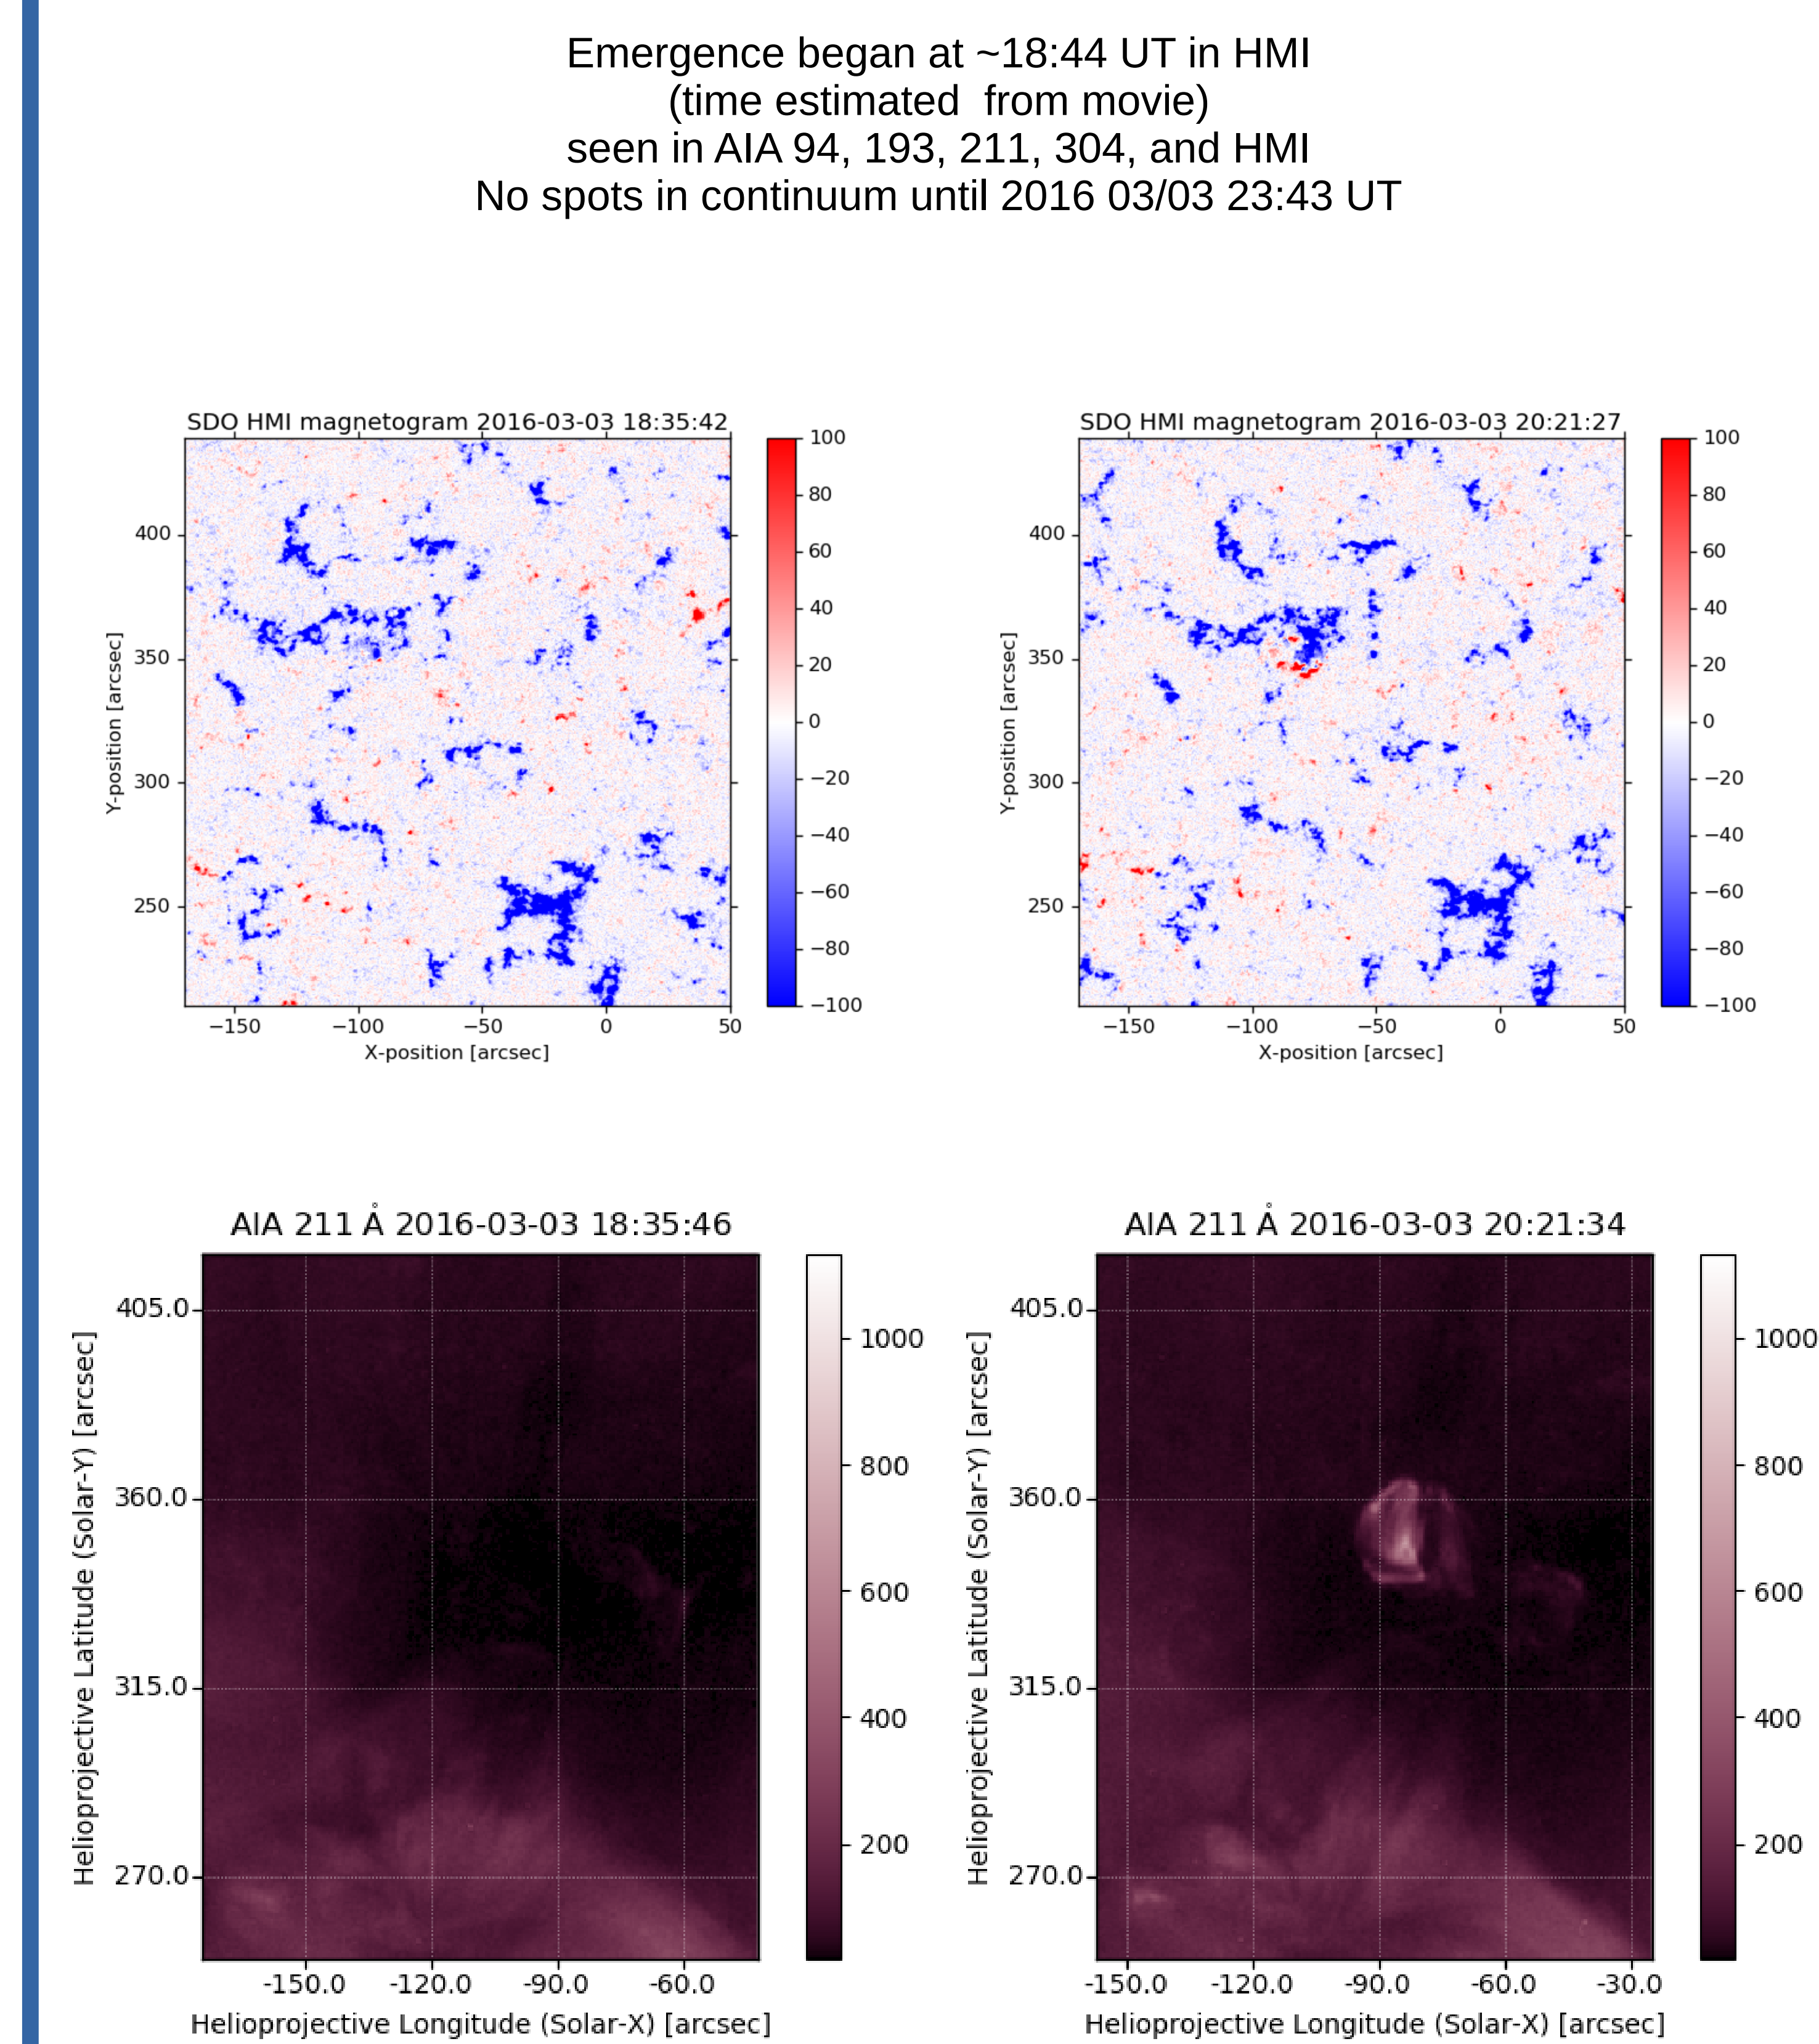 Emergence began at ~18:44 UT in HMI
(time estimated  from movie)
seen in AIA 94, 193, 211, 304, and HMI
No spots in continuum until 2016 03/03 23:43 UT
SDO HMI magnetogram 2016-03-03 18:35:42
Y-position [arcsec]
400
350
300
250
−150 −100 −50 0 50
X-position [arcsec]
100
80
60
40
20
0
−20
−40
−60
−80
−100
SDO HMI magnetogram 2016-03-03 20:21:27
Y-position [arcsec]
400
350
300
250
−150 −100 −50 0 50
X-position [arcsec]
100
80
60
40
20
0
−20
−40
−60
−80
−100
AIA 211 Å 2016-03-03 18:35:46
Helioprojective Latitude (Solar-Y) [arcsec]
405.0
360.0
315.0
270.0
-150.0 -120.0 -90.0 -60.0
Helioprojective Longitude (Solar-X) [arcsec]
1000
800
600
400
200
AIA 211 Å 2016-03-03 20:21:34
Helioprojective Latitude (Solar-Y) [arcsec]
405.0
360.0
315.0
270.0
-150.0 -120.0 -90.0 -60.0 -30.0
Helioprojective Longitude (Solar-X) [arcsec]
1000
800
600
400
200